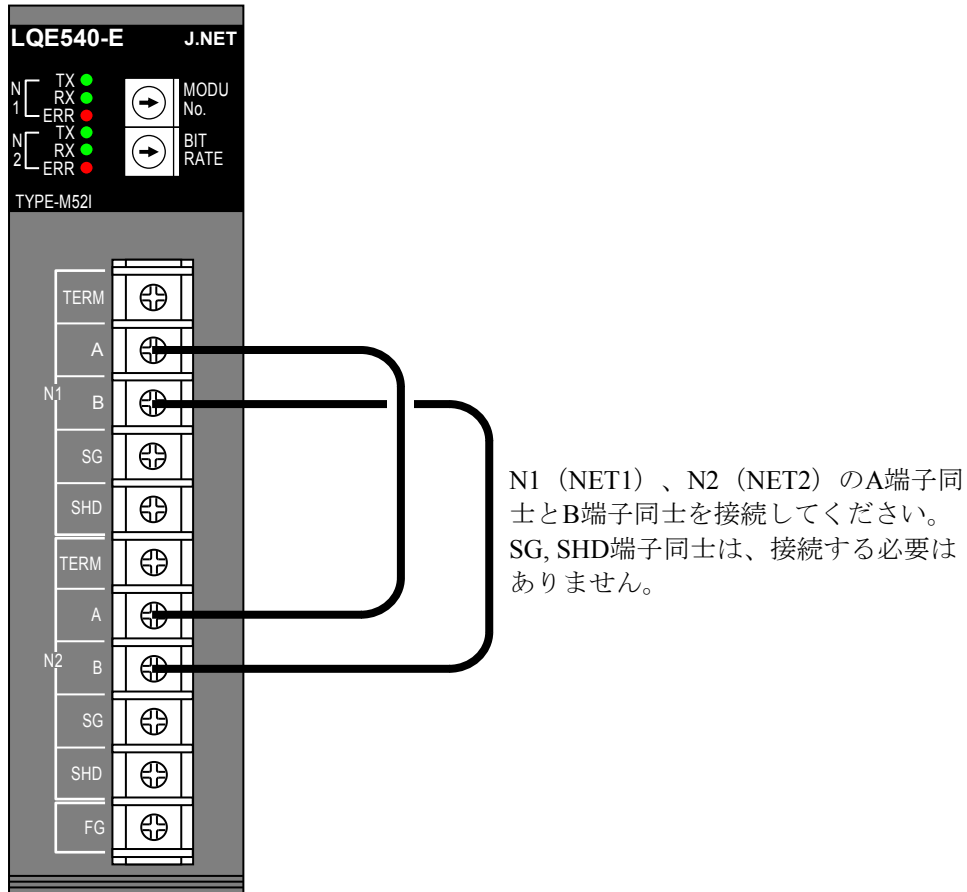 LQE540-E J.NET
N1 TX
RX
ERR
N2 TX
RX
ERR
MODU
No.
BIT
RATE
TYPE-M52I
N1
TERM
A
B
SG
SHD
N2
TERM
A
B
SG
SHD
FG
N1（NET1）、N2（NET2）のA端子同
士とB端子同士を接続してください。
SG, SHD端子同士は、接続する必要は
ありません。